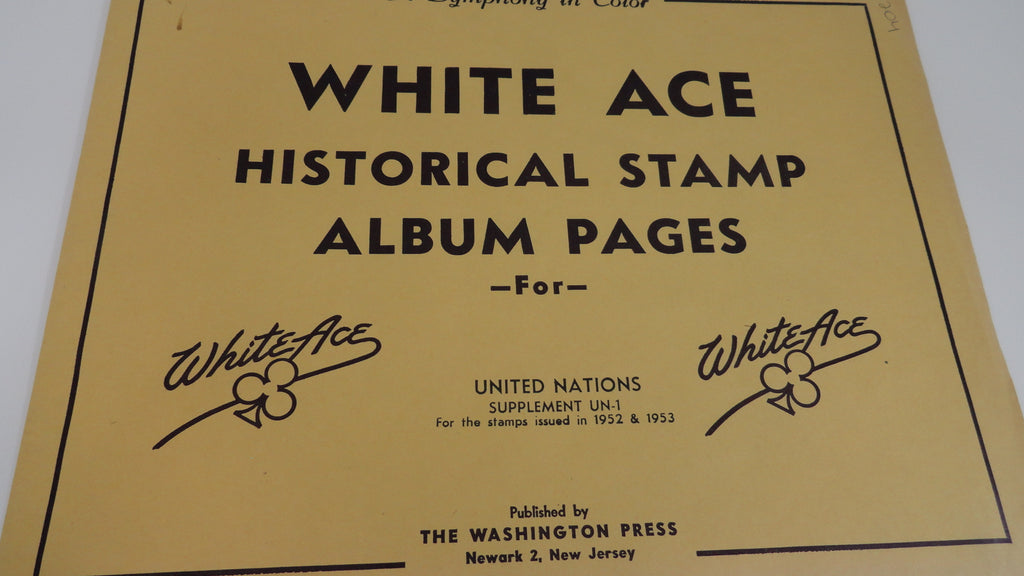 Symphony in Color
204
WHITE ACE
HISTORICAL STAMP
ALBUM PAGES
—For—
White-Ace
White-Ace
UNITED NATIONS
SUPPLEMENT UN-1
For the stamps issued in 1952 & 1953
Published by
THE WASHINGTON PRESS
Newark 2, New Jersey